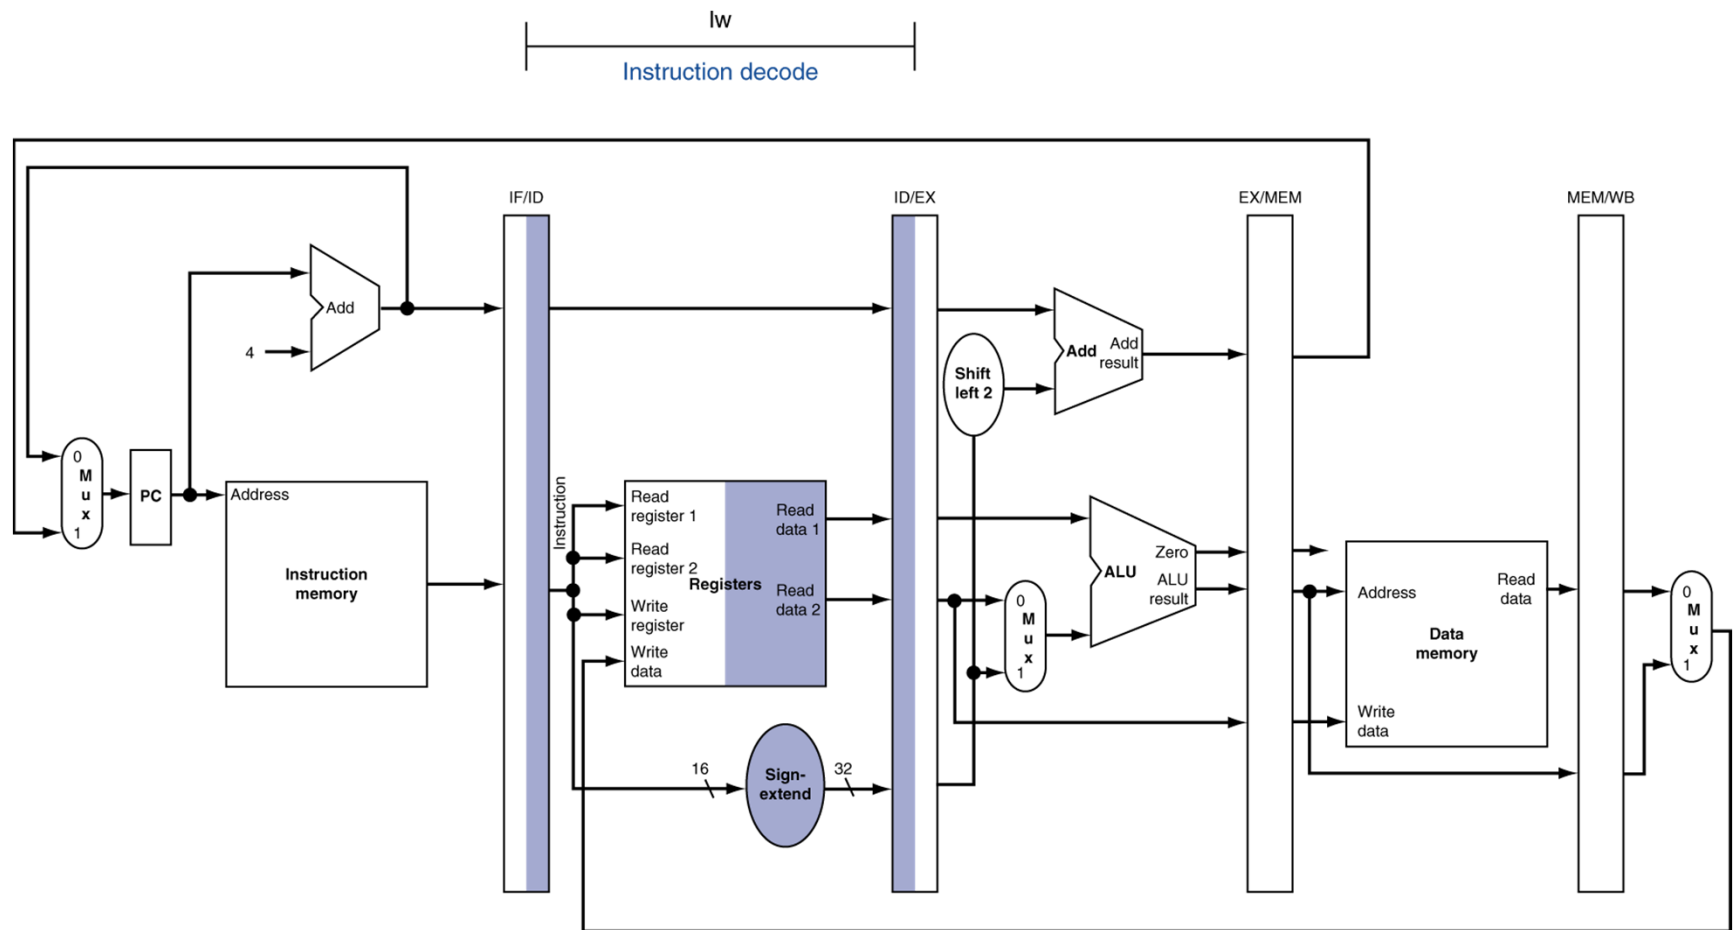 lw
Instruction decode
IF/ID
ID/EX
EX/MEM
MEM/WB
Add
4
Add
Add
result
Shift
left 2
0
M
u
x
1
PC
Address
Instruction
memory
Instruction
Read
register 1
Read
register 2
Write
register
Write
data
Registers
Read
data 1
Read
data 2
16
Sign-
extend
32
0
M
u
x
1
Zero
ALU
ALU
result
Address
Read
data
Data
memory
Write
data
0
M
u
x
1